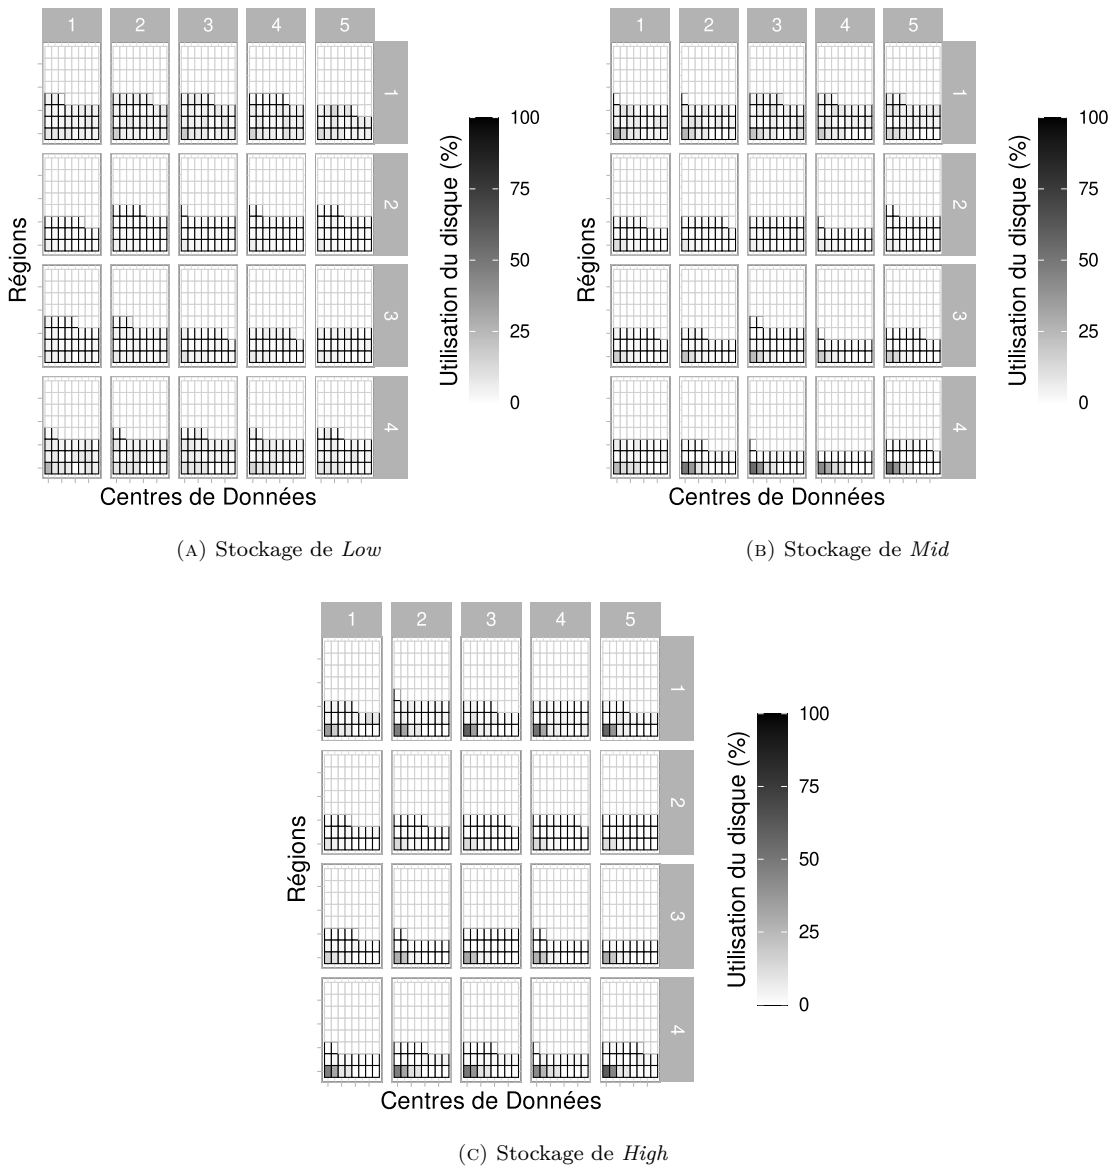 1 2 3 4 5
1
2
3
4
Régions
Centres de Données
Utilisation du disque (%)
100
75
50
25
0
(A) Stockage de Low
1 2 3 4 5
1
2
3
4
Régions
Centres de Données
Utilisation du disque (%)
100
75
50
25
0
(B) Stockage de Mid
1 2 3 4 5
1
2
3
4
Régions
Centres de Données
Utilisation du disque (%)
100
75
50
25
0
(C) Stockage de High